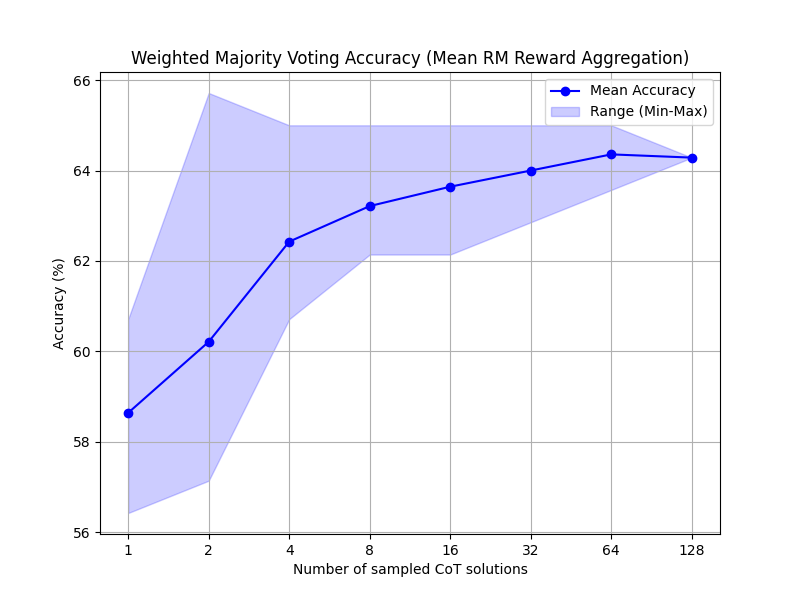 Weighted Majority Voting Accuracy (Mean RM Reward Aggregation)
Mean Accuracy
Range (Min-Max)
Accuracy (%)
66
64
62
60
58
56
1 2 4 8 16 32 64 128
Number of sampled CoT solutions